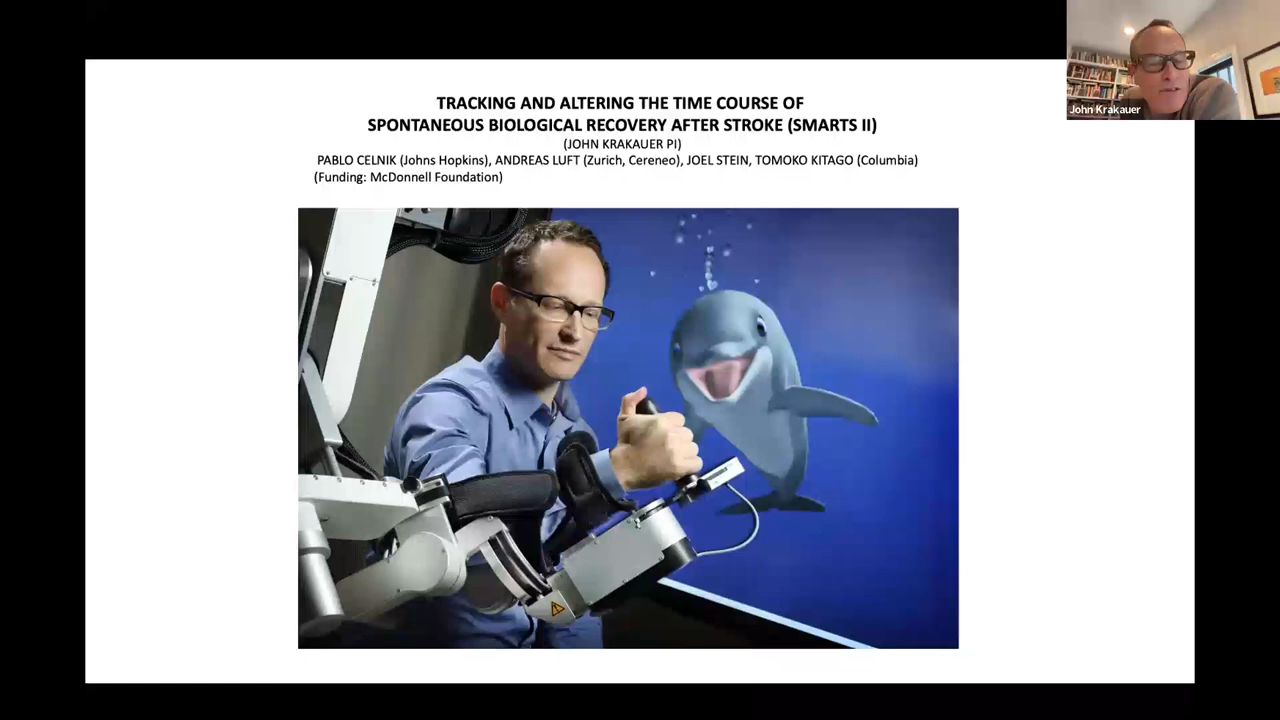 TRACKING AND ALTERING THE TIME COURSE OF
SPONTANEOUS BIOLOGICAL RECOVERY AFTER STROKE (SMARTS II)
(JOHN KRAKAUER PI)
PABLO CELNIK (Johns Hopkins), ANDREAS LUFT (Zurich, Cereneo), JOEL STEIN, TOMOKO KITAGO (Columbia)
(Funding: McDonnell Foundation)
John Krakauer